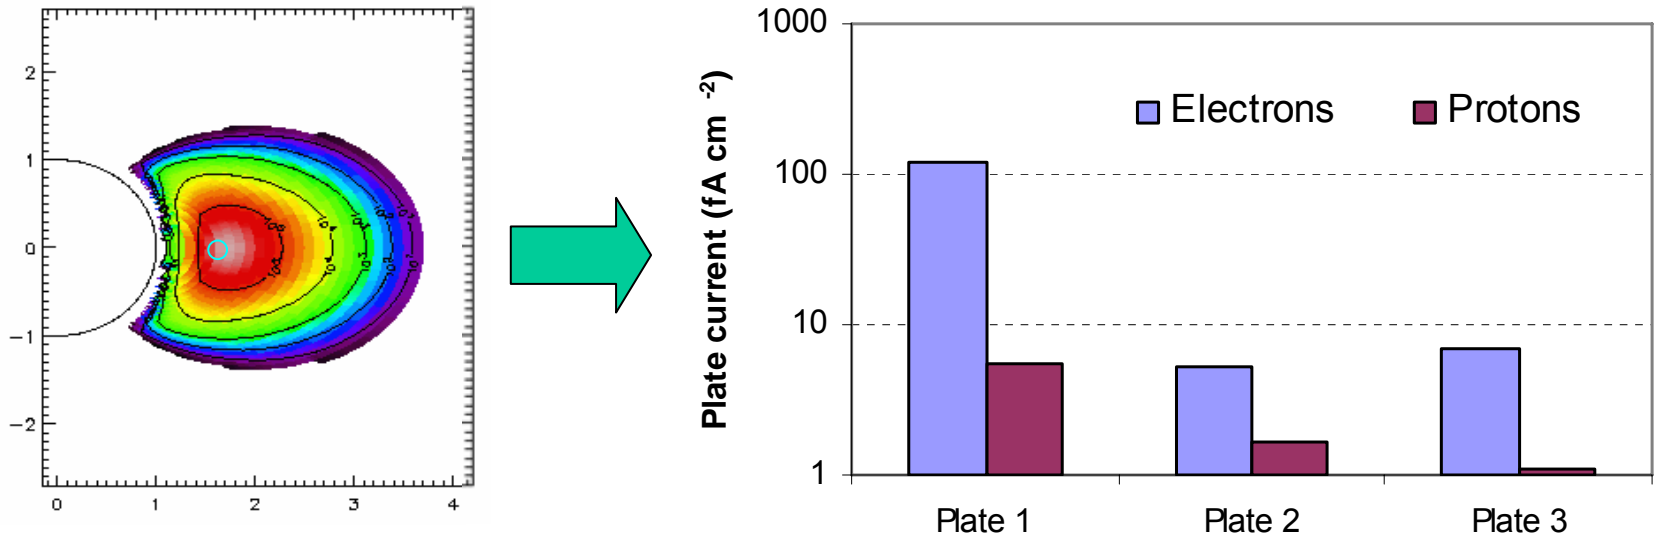 2
1
0
−1
−2
0 1 2 3 4
Plate current (fA cm -2)
1000
100
10
1
Electrons Protons
Plate 1 Plate 2 Plate 3